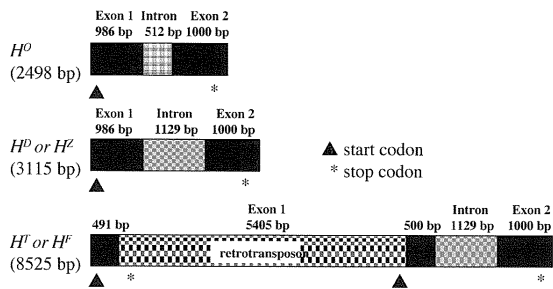 Exon 1 Intron Exon 2
986 bp 512 bp 1000 bp
H^O
(2498 bp)
*
Exon 1 Intron Exon 2
986 bp 1129 bp 1000 bp
H^D or H^Z
(3115 bp)
*
start codon
* stop codon
Exon 1 Intron Exon 2
491 bp 5405 bp 500 bp 1129 bp 1000 bp
H^T or H^F
(8525 bp)
retrotransposon
* *